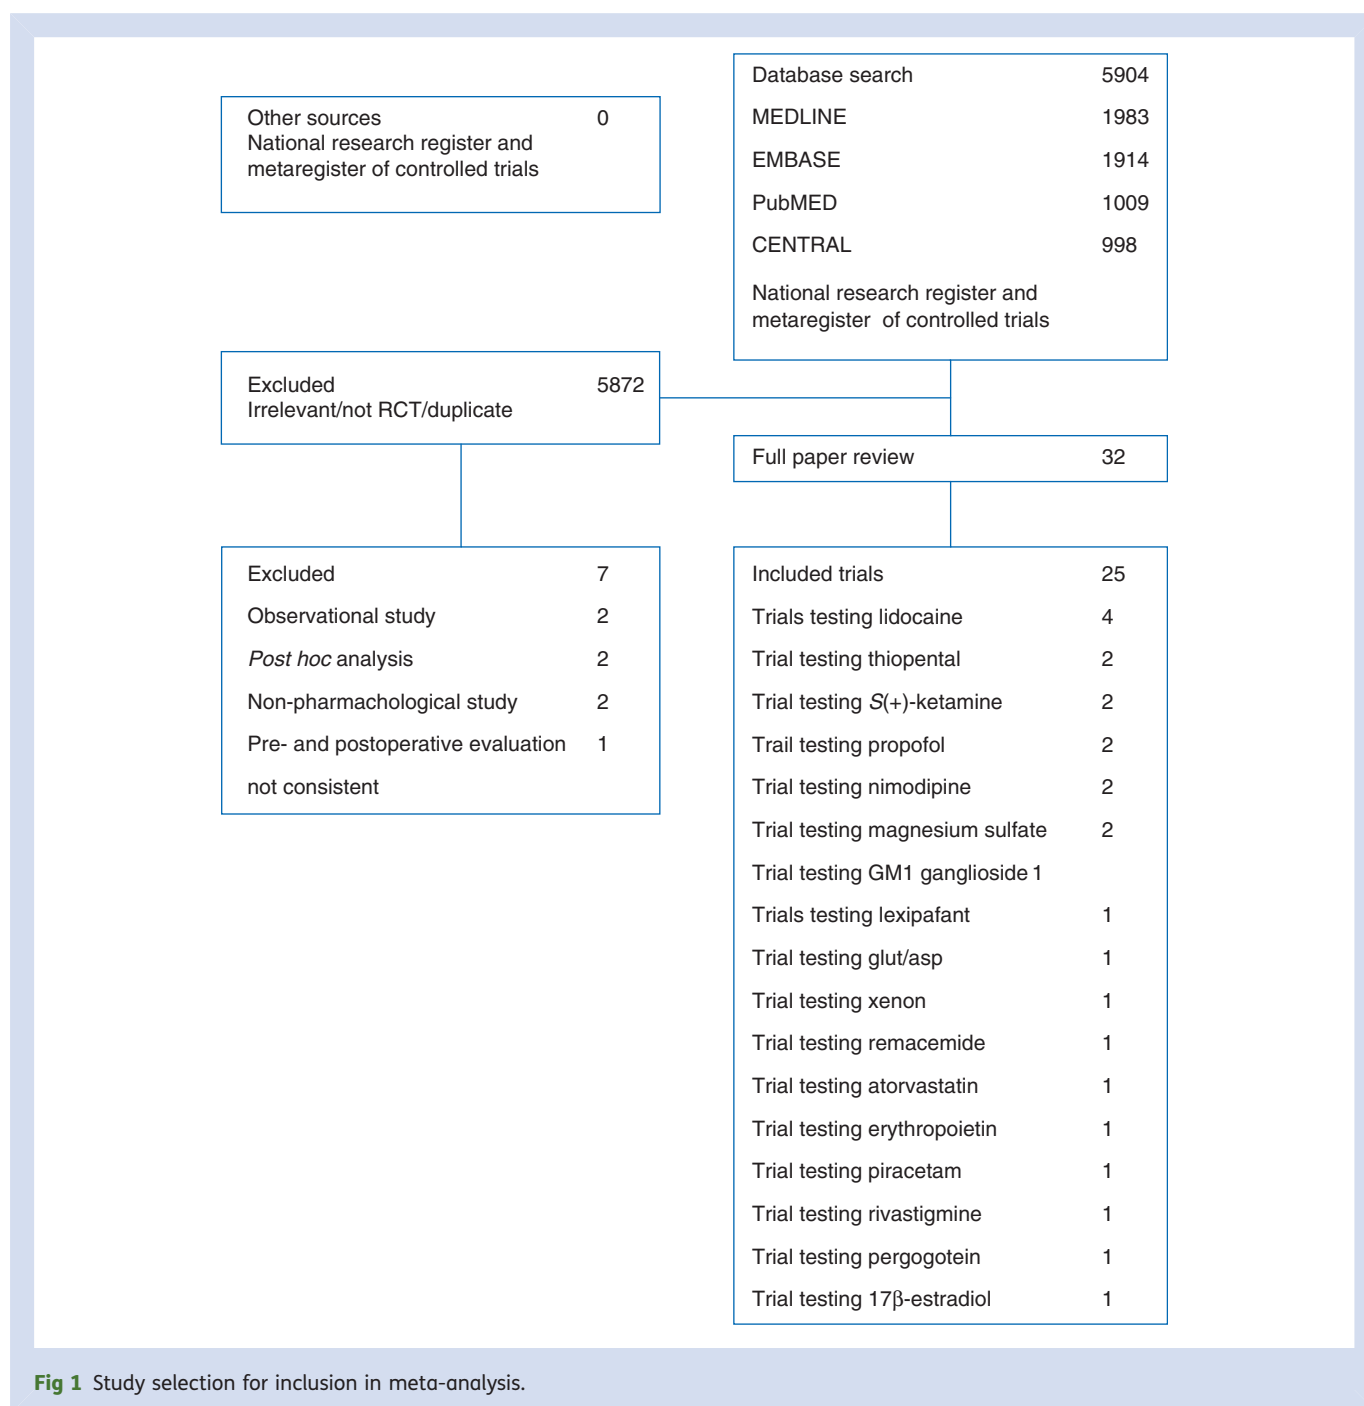 Other sources 0
National research register and
metaregister of controlled trials
Database search 5904
MEDLINE 1983
EMBASE 1914
PubMED 1009
CENTRAL 998
National research register and
metaregister of controlled trials
Excluded 5872
Irrelevant/not RCT/duplicate
Full paper review 32
Excluded 7
Observational study 2
Post hoc analysis 2
Non-pharmachological study 2
Pre- and postoperative evaluation 1
not consistent
Included trials 25
Trials testing lidocaine 4
Trial testing thiopental 2
Trial testing S(+)-ketamine 2
Trail testing propofol 2
Trial testing nimodipine 2
Trial testing magnesium sulfate 2
Trial testing GM1 ganglioside 1
Trials testing lexipafant 1
Trial testing glut/asp 1
Trial testing xenon 1
Trial testing remacemide 1
Trial testing atorvastatin 1
Trial testing erythropoietin 1
Trial testing piracetam 1
Trial testing rivastigmine 1
Trial testing pergogotein 1
Trial testing 17β-estradiol 1
Fig 1 Study selection for inclusion in meta-analysis.